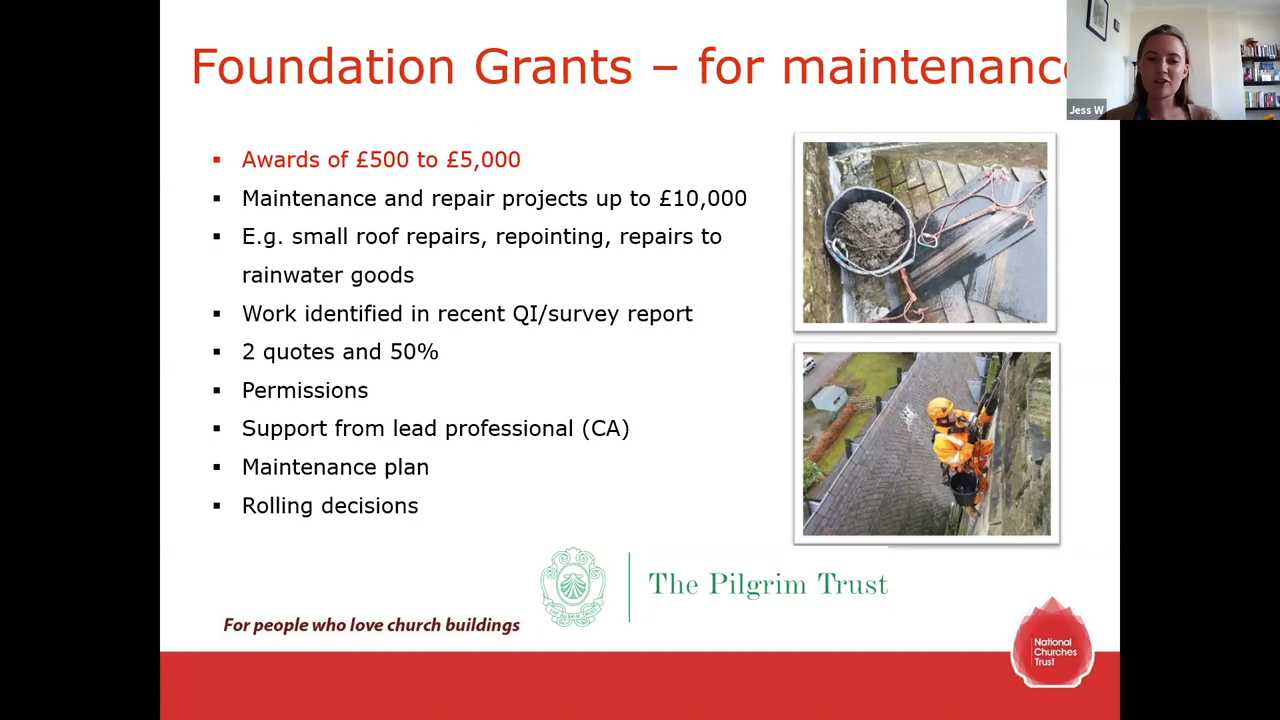 Foundation Grants – for maintenanc
Jess W
Awards of £500 to £5,000
Maintenance and repair projects up to £10,000
E.g. small roof repairs, repointing, repairs to
rainwater goods
Work identified in recent QI/survey report
2 quotes and 50%
Permissions
Support from lead professional (CA)
Maintenance plan
Rolling decisions
The Pilgrim Trust
For people who love church buildings
National
Churches
Trust